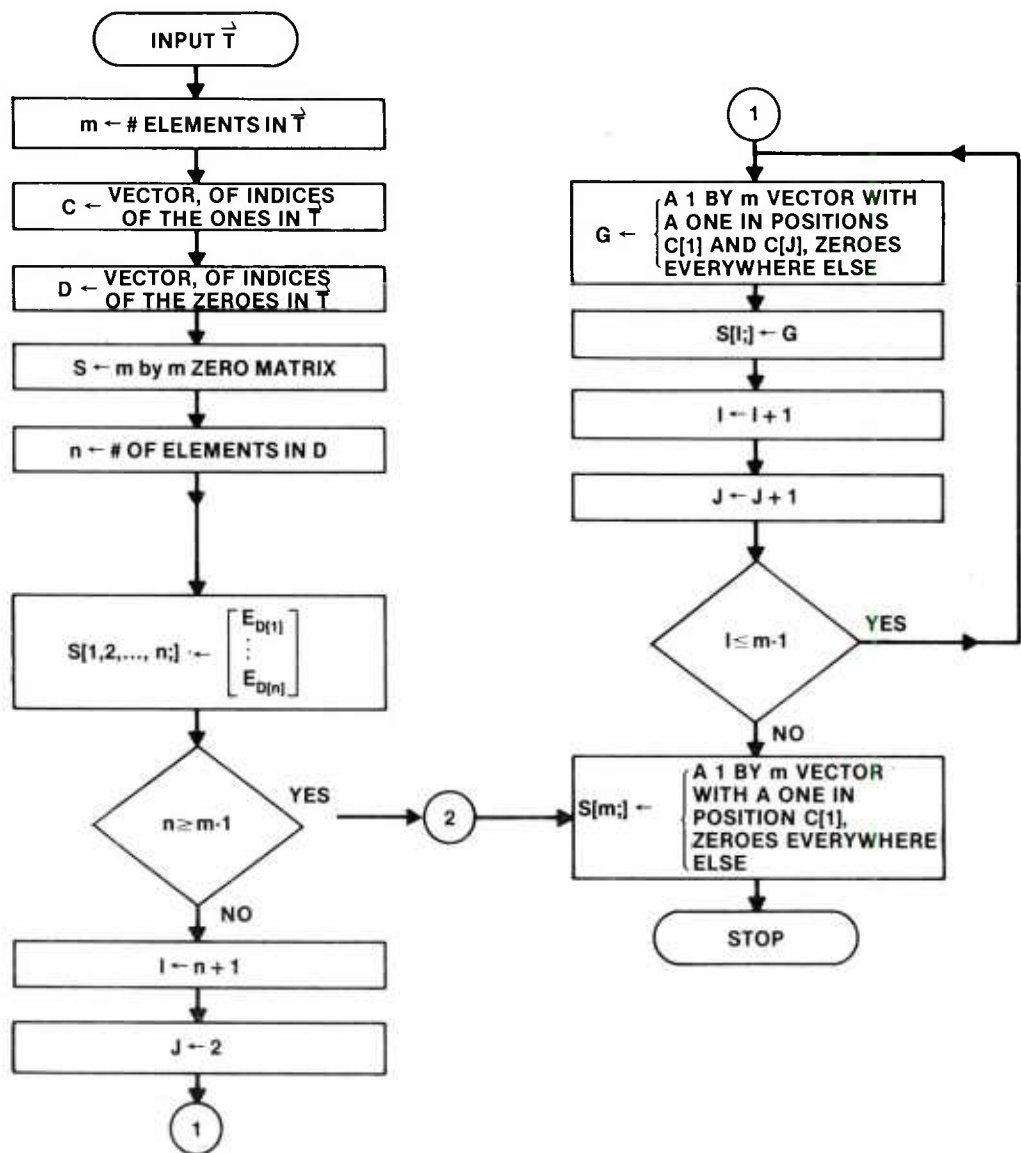 INPUT T⃗
m ← # ELEMENTS IN T⃗
C ← VECTOR, OF INDICES
OF THE ONES IN T⃗
D ← VECTOR, OF INDICES
OF THE ZEROES IN T⃗
S ← m by m ZERO MATRIX
n ← # OF ELEMENTS IN D
S[1,2,..., n;] ← [E_D[1]
⋮
E_D[n]]
n ≥ m-1
YES
2
NO
I ← n + 1
J ← 2
1
1
G ← { A 1 BY m VECTOR WITH
A ONE IN POSITIONS
C[1] AND C[J], ZEROES
EVERYWHERE ELSE
S[I;] ← G
I ← I + 1
J ← J + 1
I ≤ m-1
YES
NO
S[m;] ← { A 1 BY m VECTOR
WITH A ONE IN
POSITION C[1],
ZEROES EVERYWHERE
ELSE
STOP